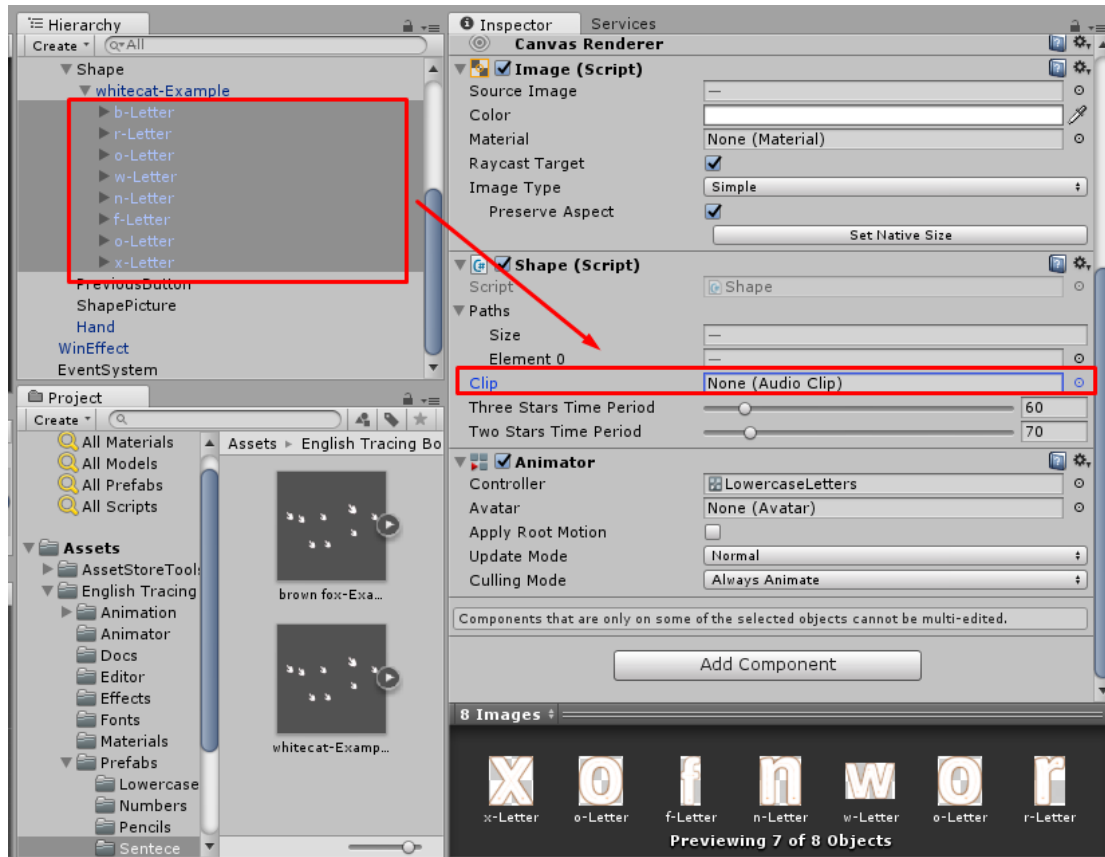 Hierarchy
Create
All
Shape
whitecat-Example
b-Letter
r-Letter
o-Letter
w-Letter
n-Letter
f-Letter
o-Letter
x-Letter
PreviousButton
ShapePicture
Hand
WinEffect
EventSystem
Project
Create
All Materials
All Models
All Prefabs
All Scripts
Assets
AssetStoreTools
English Tracing
Animation
Animator
Docs
Editor
Effects
Fonts
Materials
Prefabs
Lowercase
Numbers
Pencils
Sentece
Assets English Tracing Bo
brown fox-Exa...
whitecat-Examp...
Inspector Services
Canvas Renderer
Image (Script)
Source Image —
Color
Material None (Material)
Raycast Target
Image Type Simple
Preserve Aspect
Set Native Size
Shape (Script)
Script Shape
Paths
Size —
Element 0 —
Clip None (Audio Clip)
Three Stars Time Period 60
Two Stars Time Period 70
Animator
Controller LowercaseLetters
Avatar None (Avatar)
Apply Root Motion
Update Mode Normal
Culling Mode Always Animate
Components that are only on some of the selected objects cannot be multi-edited.
Add Component
8 Images
x o f n w o r
x-Letter o-Letter f-Letter n-Letter w-Letter o-Letter r-Letter
Previewing 7 of 8 Objects